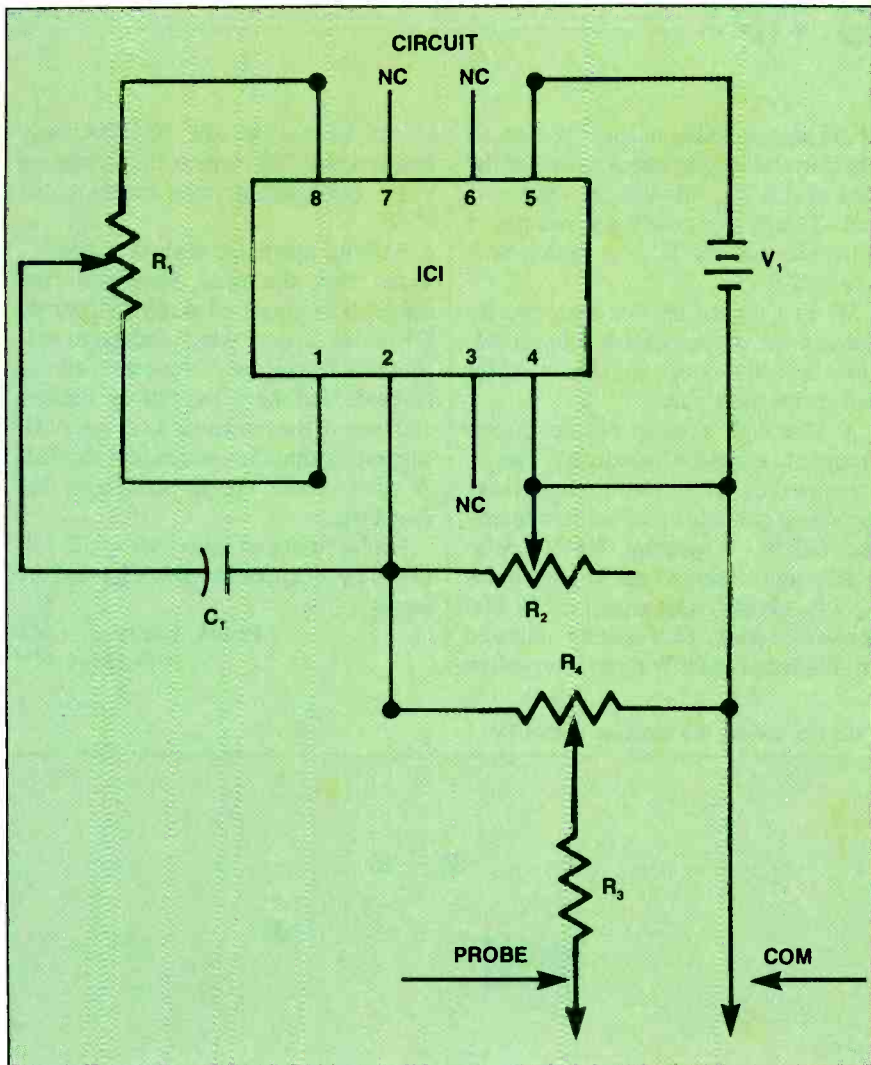 CIRCUIT
NC NC
8 7 6 5
R₁
ICI
V₁
1 2 3 4
NC
C₁
R₂
R₄
R₃
PROBE COM